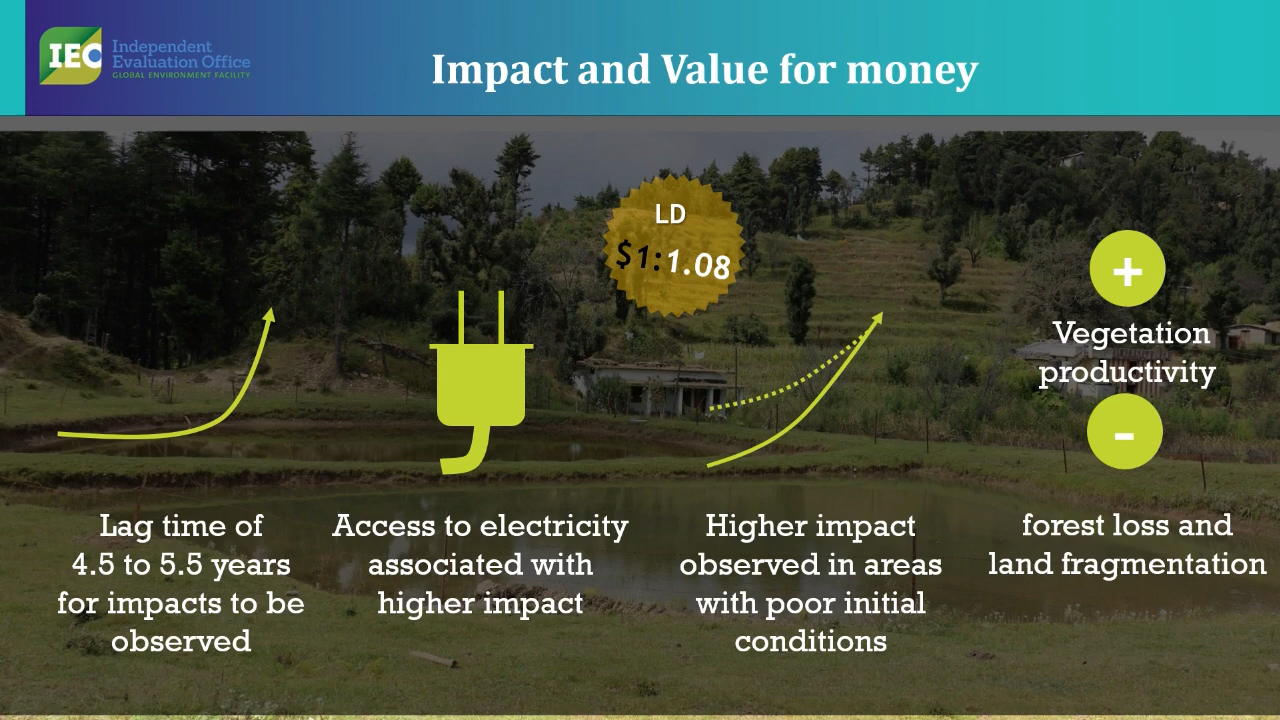 IEO
Independent
Evaluation Office
GLOBAL ENVIRONMENT FACILITY
Impact and Value for money
LD
$1:1.08
+
Vegetation
productivity
-
Lag time of
4.5 to 5.5 years
for impacts to be
observed
Access to electricity
associated with
higher impact
Higher impact
observed in areas
with poor initial
conditions
forest loss and
land fragmentation